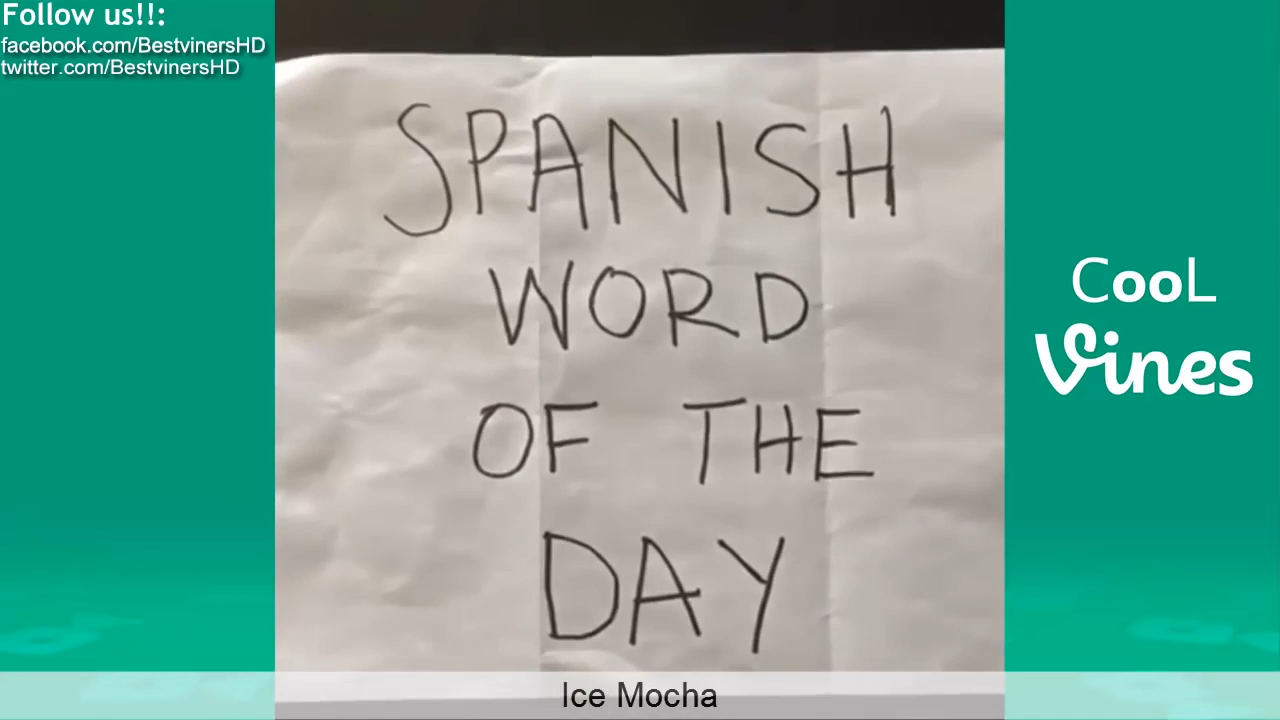 Follow us!!:
facebook.com/BestvinersHD
twitter.com/BestvinersHD
SPANISH
WORD
OF THE
DAY
CooL
Vines
Ice Mocha